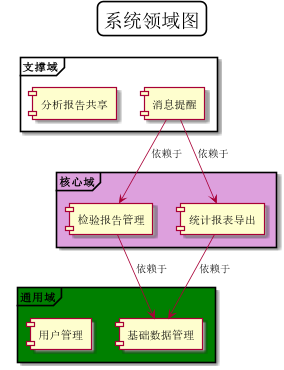 系统领域图
支撑域
分析报告共享
消息提醒
依赖于
依赖于
核心域
检验报告管理
统计报表导出
依赖于
依赖于
通用域
用户管理
基础数据管理